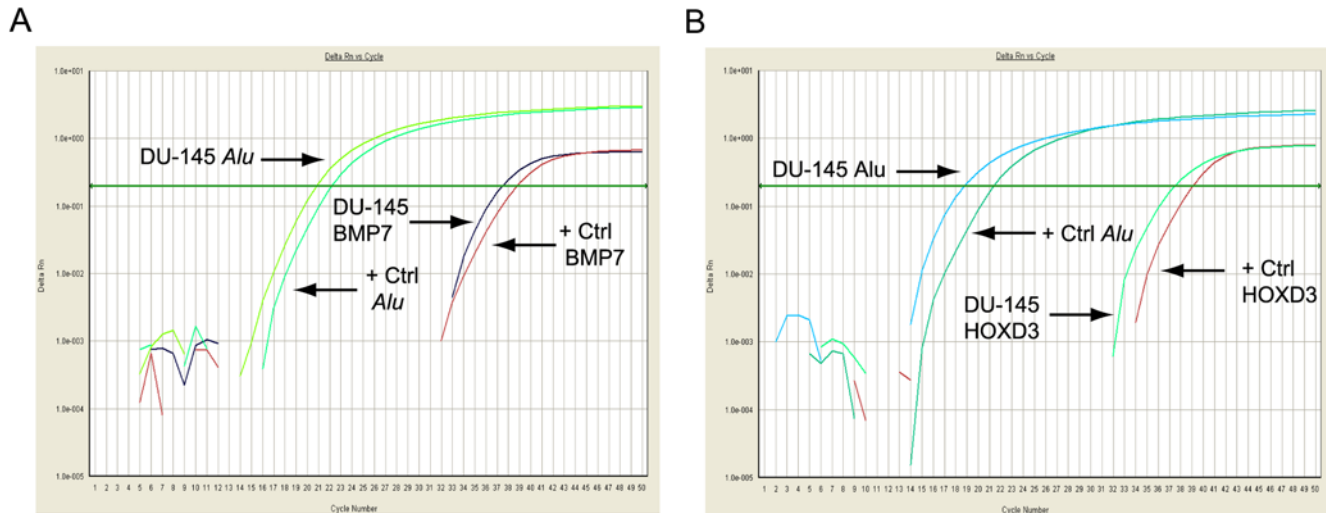 A
Delta Rn vs Cycle
1.0e+001
1.0e+000
1.0e-001
1.0e-002
1.0e-003
1.0e-004
1.0e-005
Delta Rn
DU-145 Alu
DU-145
BMP7
+ Ctrl
BMP7
+ Ctrl
Alu
1 2 3 4 5 6 7 8 9 10 11 12 13 14 15 16 17 18 19 20 21 22 23 24 25 26 27 28 29 30 31 32 33 34 35 36 37 38 39 40 41 42 43 44 45 46 47 48 49 50
Cycle Number
B
Delta Rn vs Cycle
1.0e+001
1.0e+000
1.0e-001
1.0e-002
1.0e-003
1.0e-004
1.0e-005
Delta Rn
DU-145 Alu
+ Ctrl Alu
+ Ctrl
HOXD3
DU-145
HOXD3
1 2 3 4 5 6 7 8 9 10 11 12 13 14 15 16 17 18 19 20 21 22 23 24 25 26 27 28 29 30 31 32 33 34 35 36 37 38 39 40 41 42 43 44 45 46 47 48 49 50
Cycle Number